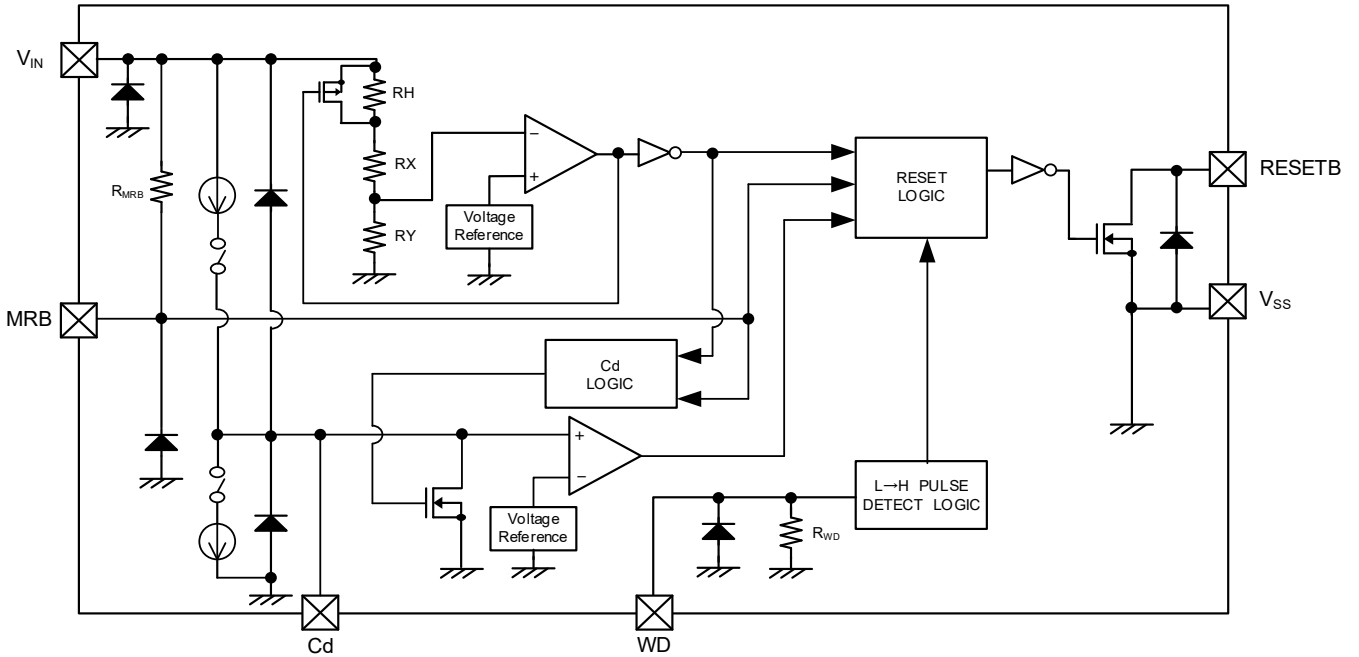 VIN
RH
RX
RMRB
RY
−
+
Voltage
Reference
RESET
LOGIC
RESETB
MRB
VSS
Cd
LOGIC
+
−
Voltage
Reference
L→H PULSE
DETECT LOGIC
RWD
Cd
WD